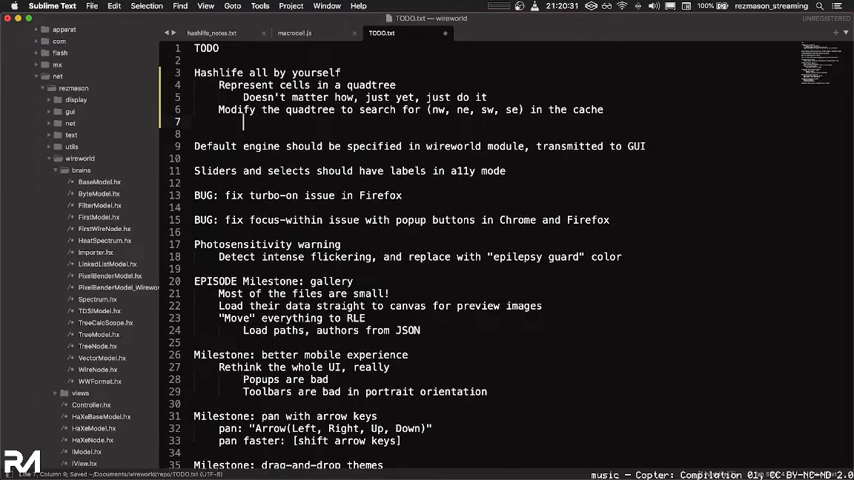 Sublime Text File Edit Selection Find View Goto Tools Project Window Help 100% 21:20:31 @rezmason_streaming
TODO.txt — wireworld
UNREGISTERED
hashlife_notes.txt macrocell.js TODO.txt
apparat
com
flash
mx
net
rezmason
display
gui
net
text
utils
wireworld
brains
BaseModel.hx
ByteModel.hx
FilterModel.hx
FirstModel.hx
FirstWireNode.hx
HeatSpectrum.hx
Importer.hx
LinkedListModel.hx
PixelBenderModel.hx
PixelBenderModel_Wireworl
Spectrum.hx
TDSIModel.hx
TreeCalcScope.hx
TreeModel.hx
TreeNode.hx
VectorModel.hx
WireNode.hx
WWFormat.hx
views
Controller.hx
HaXeBaseModel.hx
HaXeModel.hx
HaXeNode.hx
IModel.hx
IView.hx
1 TODO
2
3 Hashlife all by yourself
4 Represent cells in a quadtree
5 Doesn't matter how, just yet, just do it
6 Modify the quadtree to search for (nw, ne, sw, se) in the cache
7
8
9 Default engine should be specified in wireworld module, transmitted to GUI
10
11 Sliders and selects should have labels in a11y mode
12
13 BUG: fix turbo-on issue in Firefox
14
15 BUG: fix focus-within issue with popup buttons in Chrome and Firefox
16
17 Photosensitivity warning
18 Detect intense flickering, and replace with "epilepsy guard" color
19
20 EPISODE Milestone: gallery
21 Most of the files are small!
22 Load their data straight to canvas for preview images
23 "Move" everything to RLE
24 Load paths, authors from JSON
25
26 Milestone: better mobile experience
27 Rethink the whole UI, really
28 Popups are bad
29 Toolbars are bad in portrait orientation
30
31 Milestone: pan with arrow keys
32 pan: "Arrow(Left, Right, Up, Down)"
33 pan faster: [shift arrow keys]
34
35 Milestone: drag-and-drop themes
RM
Line 7, Column 9; Saved ~/Documents/wireworld/repo/TODO.txt (UTF-8)
music — Copter: Compilation 01, CC BY-NC-ND 2.0